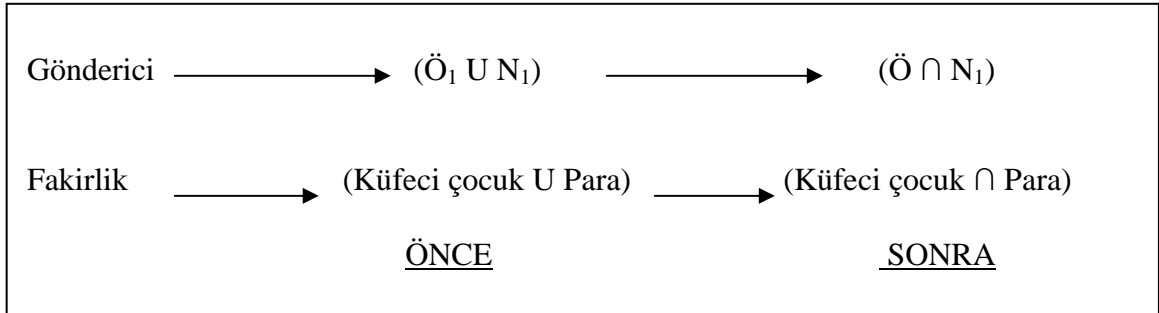 Gönderici (Ö₁ U N₁) (Ö ∩ N₁)
Fakirlik (Küfeci çocuk U Para) (Küfeci çocuk ∩ Para)
ÖNCE SONRA